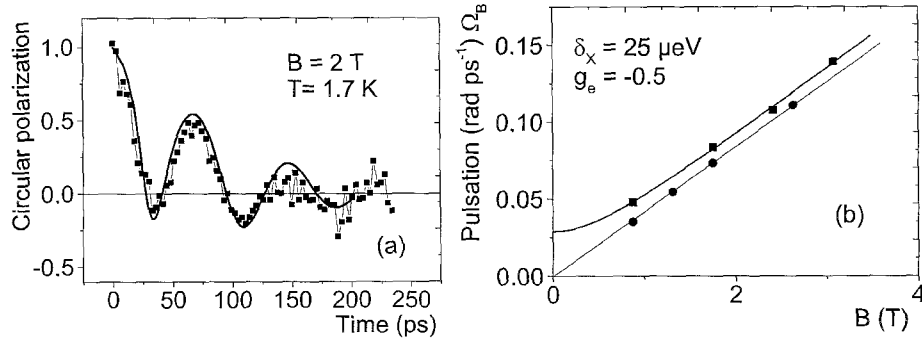 1.0
0.5
0.0
-0.5
Circular polarization
B = 2 T
T= 1.7 K
(a)
0 50 100 150 200 250
Time (ps)
0.15
0.10
0.05
0.00
Pulsation (rad ps⁻¹) Ω_B
δ_X = 25 µeV
g_e = -0.5
(b)
0 2 4
B (T)